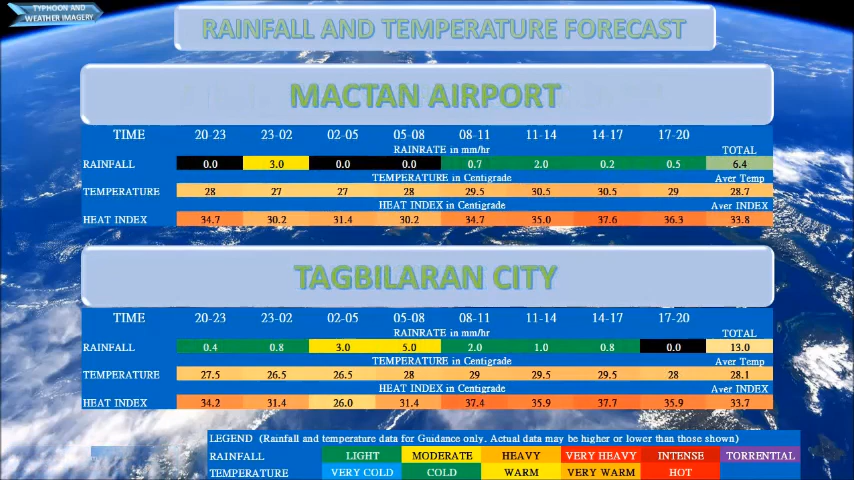 TYPHOON AND
WEATHER IMAGERY
RAINFALL AND TEMPERATURE FORECAST
MACTAN AIRPORT
TIME 20-23 23-02 02-05 05-08 08-11 11-14 14-17 17-20
RAINRATE in mm/hr TOTAL
RAINFALL 0.0 3.0 0.0 0.0 0.7 2.0 0.2 0.5 6.4
TEMPERATURE in Centigrade Aver Temp
TEMPERATURE 28 27 27 28 29.5 30.5 30.5 29 28.7
HEAT INDEX in Centigrade Aver INDEX
HEAT INDEX 34.7 30.2 31.4 30.2 34.7 35.0 37.6 36.3 33.8
TAGBILARAN CITY
TIME 20-23 23-02 02-05 05-08 08-11 11-14 14-17 17-20
RAINRATE in mm/hr TOTAL
RAINFALL 0.4 0.8 3.0 5.0 2.0 1.0 0.8 0.0 13.0
TEMPERATURE in Centigrade Aver Temp
TEMPERATURE 27.5 26.5 26.5 28 29 29.5 29.5 28 28.1
HEAT INDEX in Centigrade Aver INDEX
HEAT INDEX 34.2 31.4 26.0 31.4 37.4 35.9 37.7 35.9 33.7
LEGEND (Rainfall and temperature data for Guidance only. Actual data may be higher or lower than those shown)
RAINFALL LIGHT MODERATE HEAVY VERY HEAVY INTENSE TORRENTIAL
TEMPERATURE VERY COLD COLD WARM VERY WARM HOT